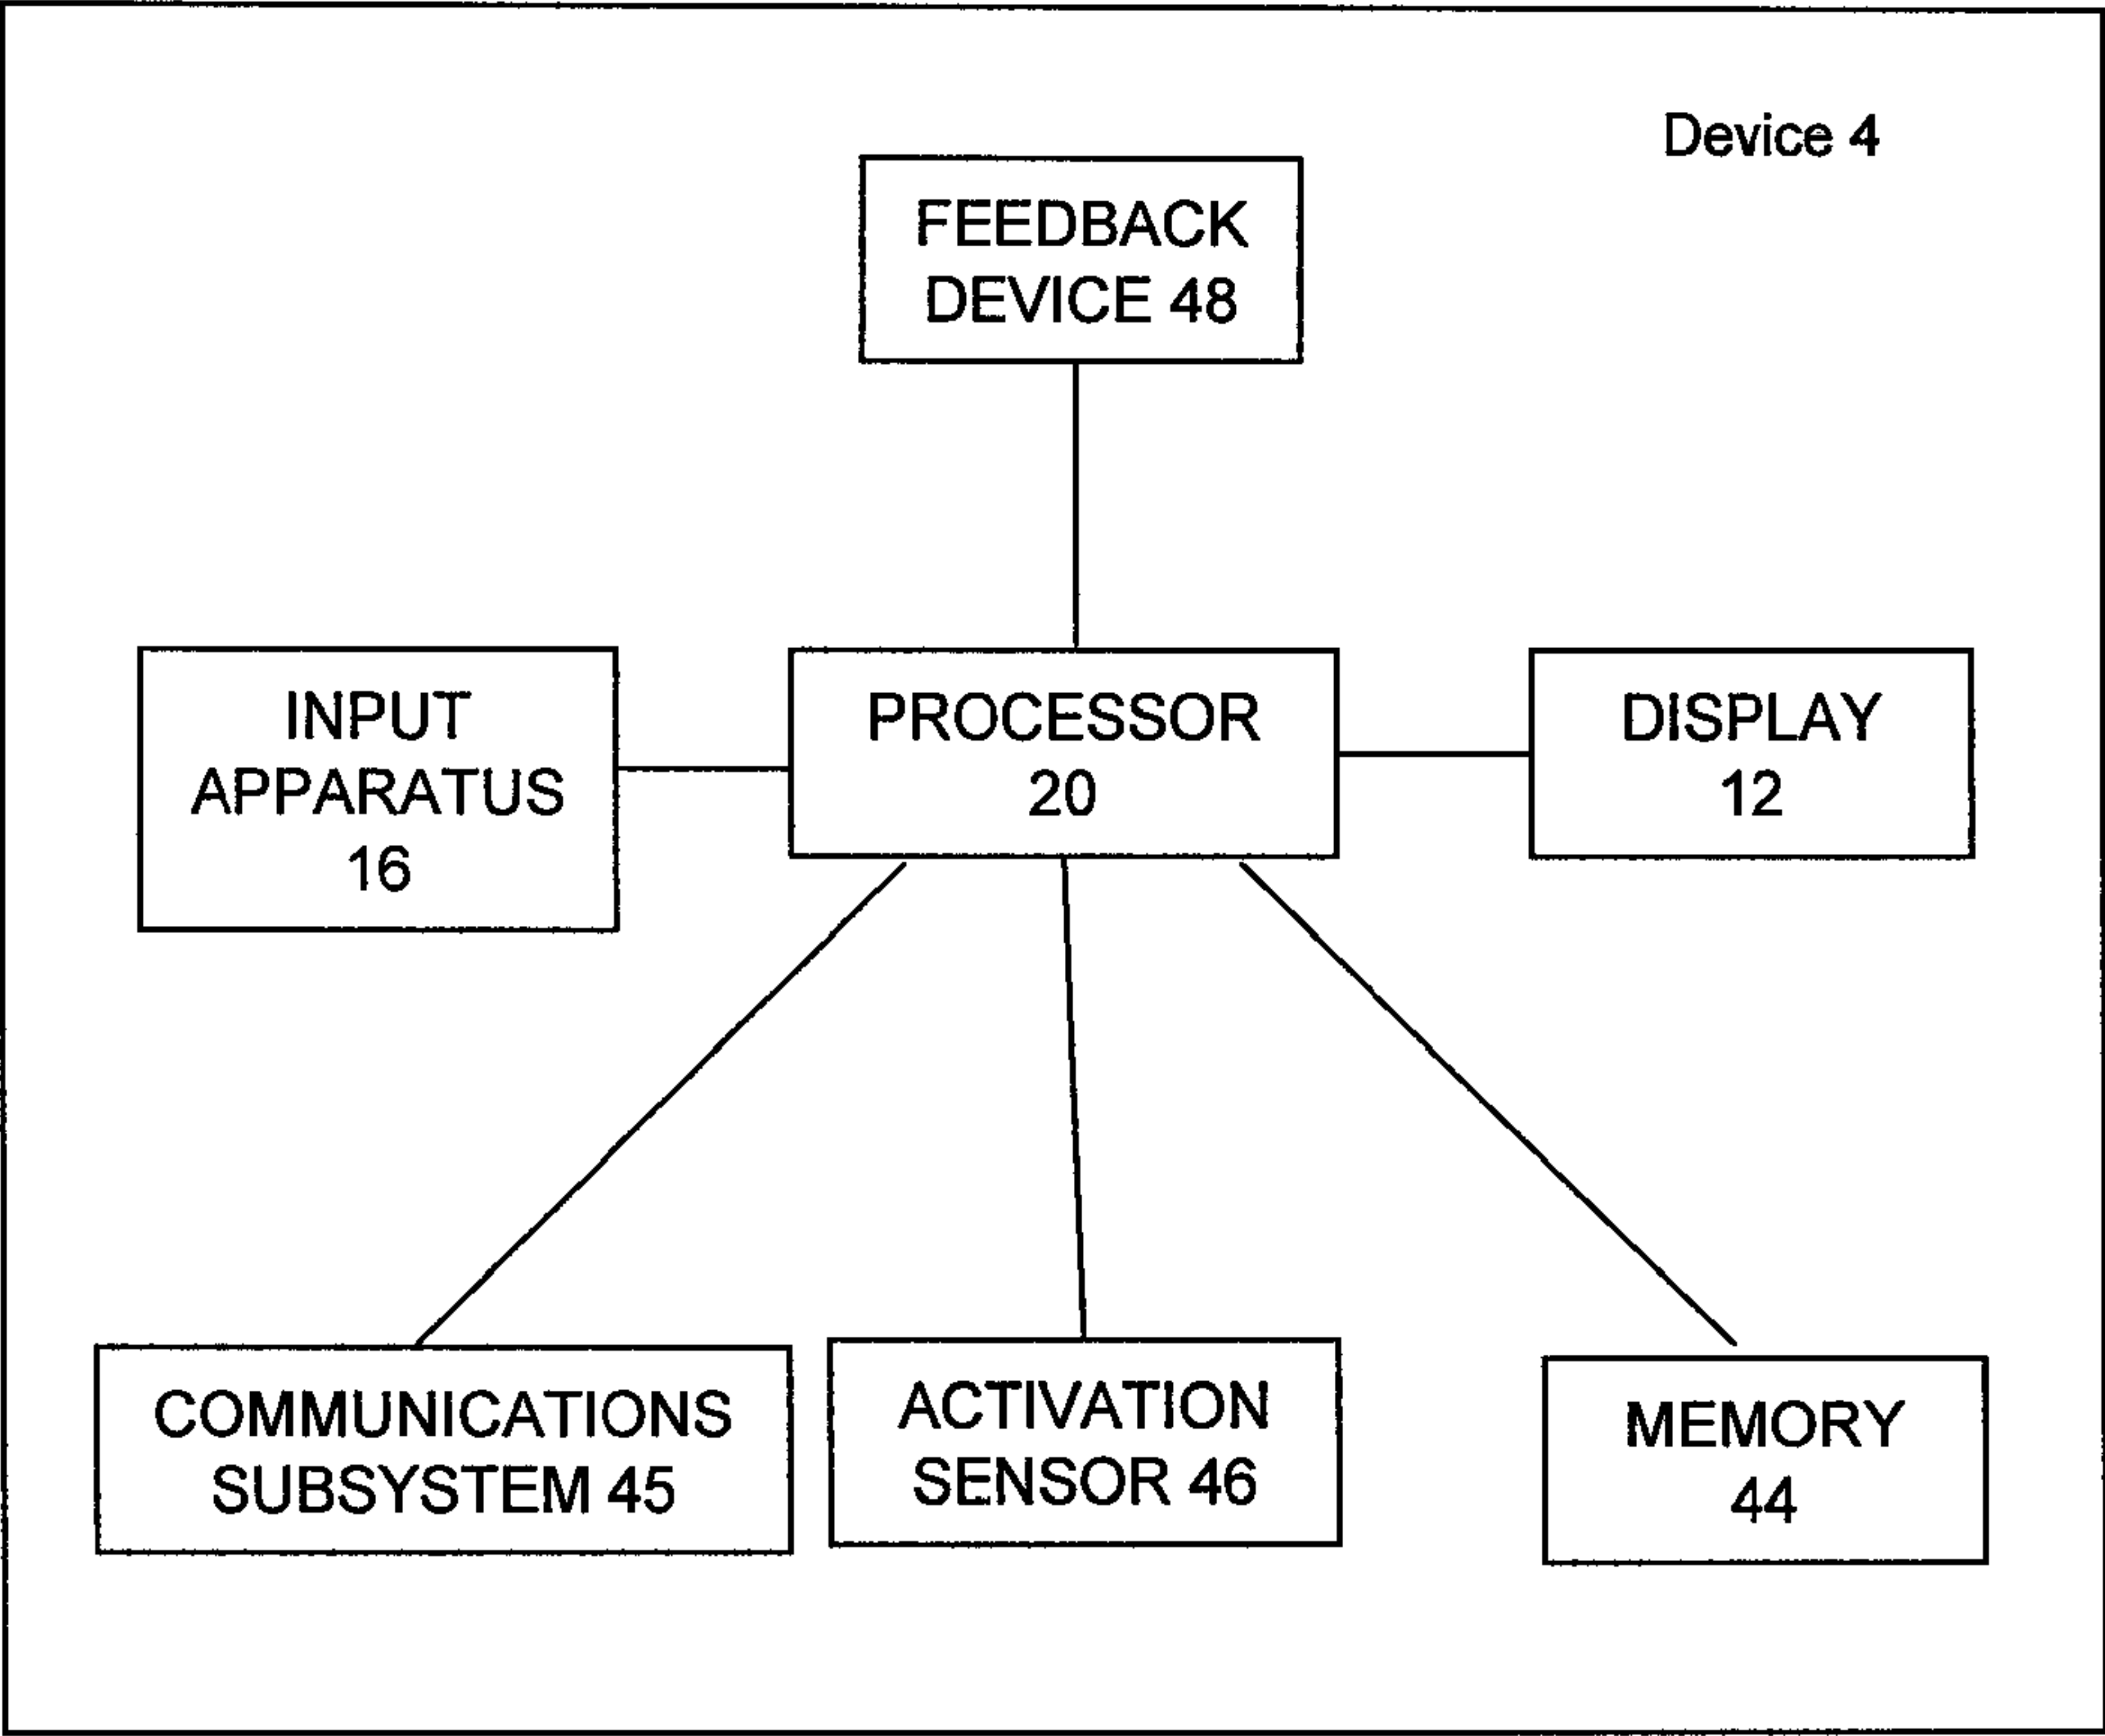 Device 4
FEEDBACK
DEVICE 48
INPUT
APPARATUS
16
PROCESSOR
20
DISPLAY
12
COMMUNICATIONS
SUBSYSTEM 45
ACTIVATION
SENSOR 46
MEMORY
44